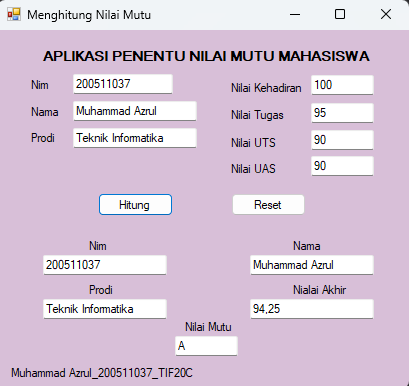 Menghitung Nilai Mutu
APLIKASI PENENTU NILAI MUTU MAHASISWA
Nim 200511037
Nama Muhammad Azrul
Prodi Teknik Informatika
Nilai Kehadiran 100
Nilai Tugas 95
Nilai UTS 90
Nilai UAS 90
Hitung Reset
Nim Nama
200511037 Muhammad Azrul
Prodi Nialai Akhir
Teknik Informatika 94,25
Nilai Mutu
A
Muhammad Azrul_200511037_TIF20C